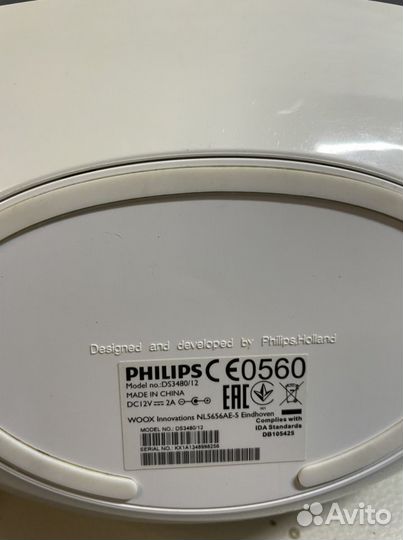 Designed and developed by Philips.Holland
PHILIPS CE0560
Model no.:DS3480/12
MADE IN CHINA
DC12V 2A
EAC
WOOX Innovations NL5656AE-5 Eindhoven
Complies with
IDA Standards
DB105425
MODEL NO.: DS3480/12
SERIAL NO.: KX1A1348988256
Avito